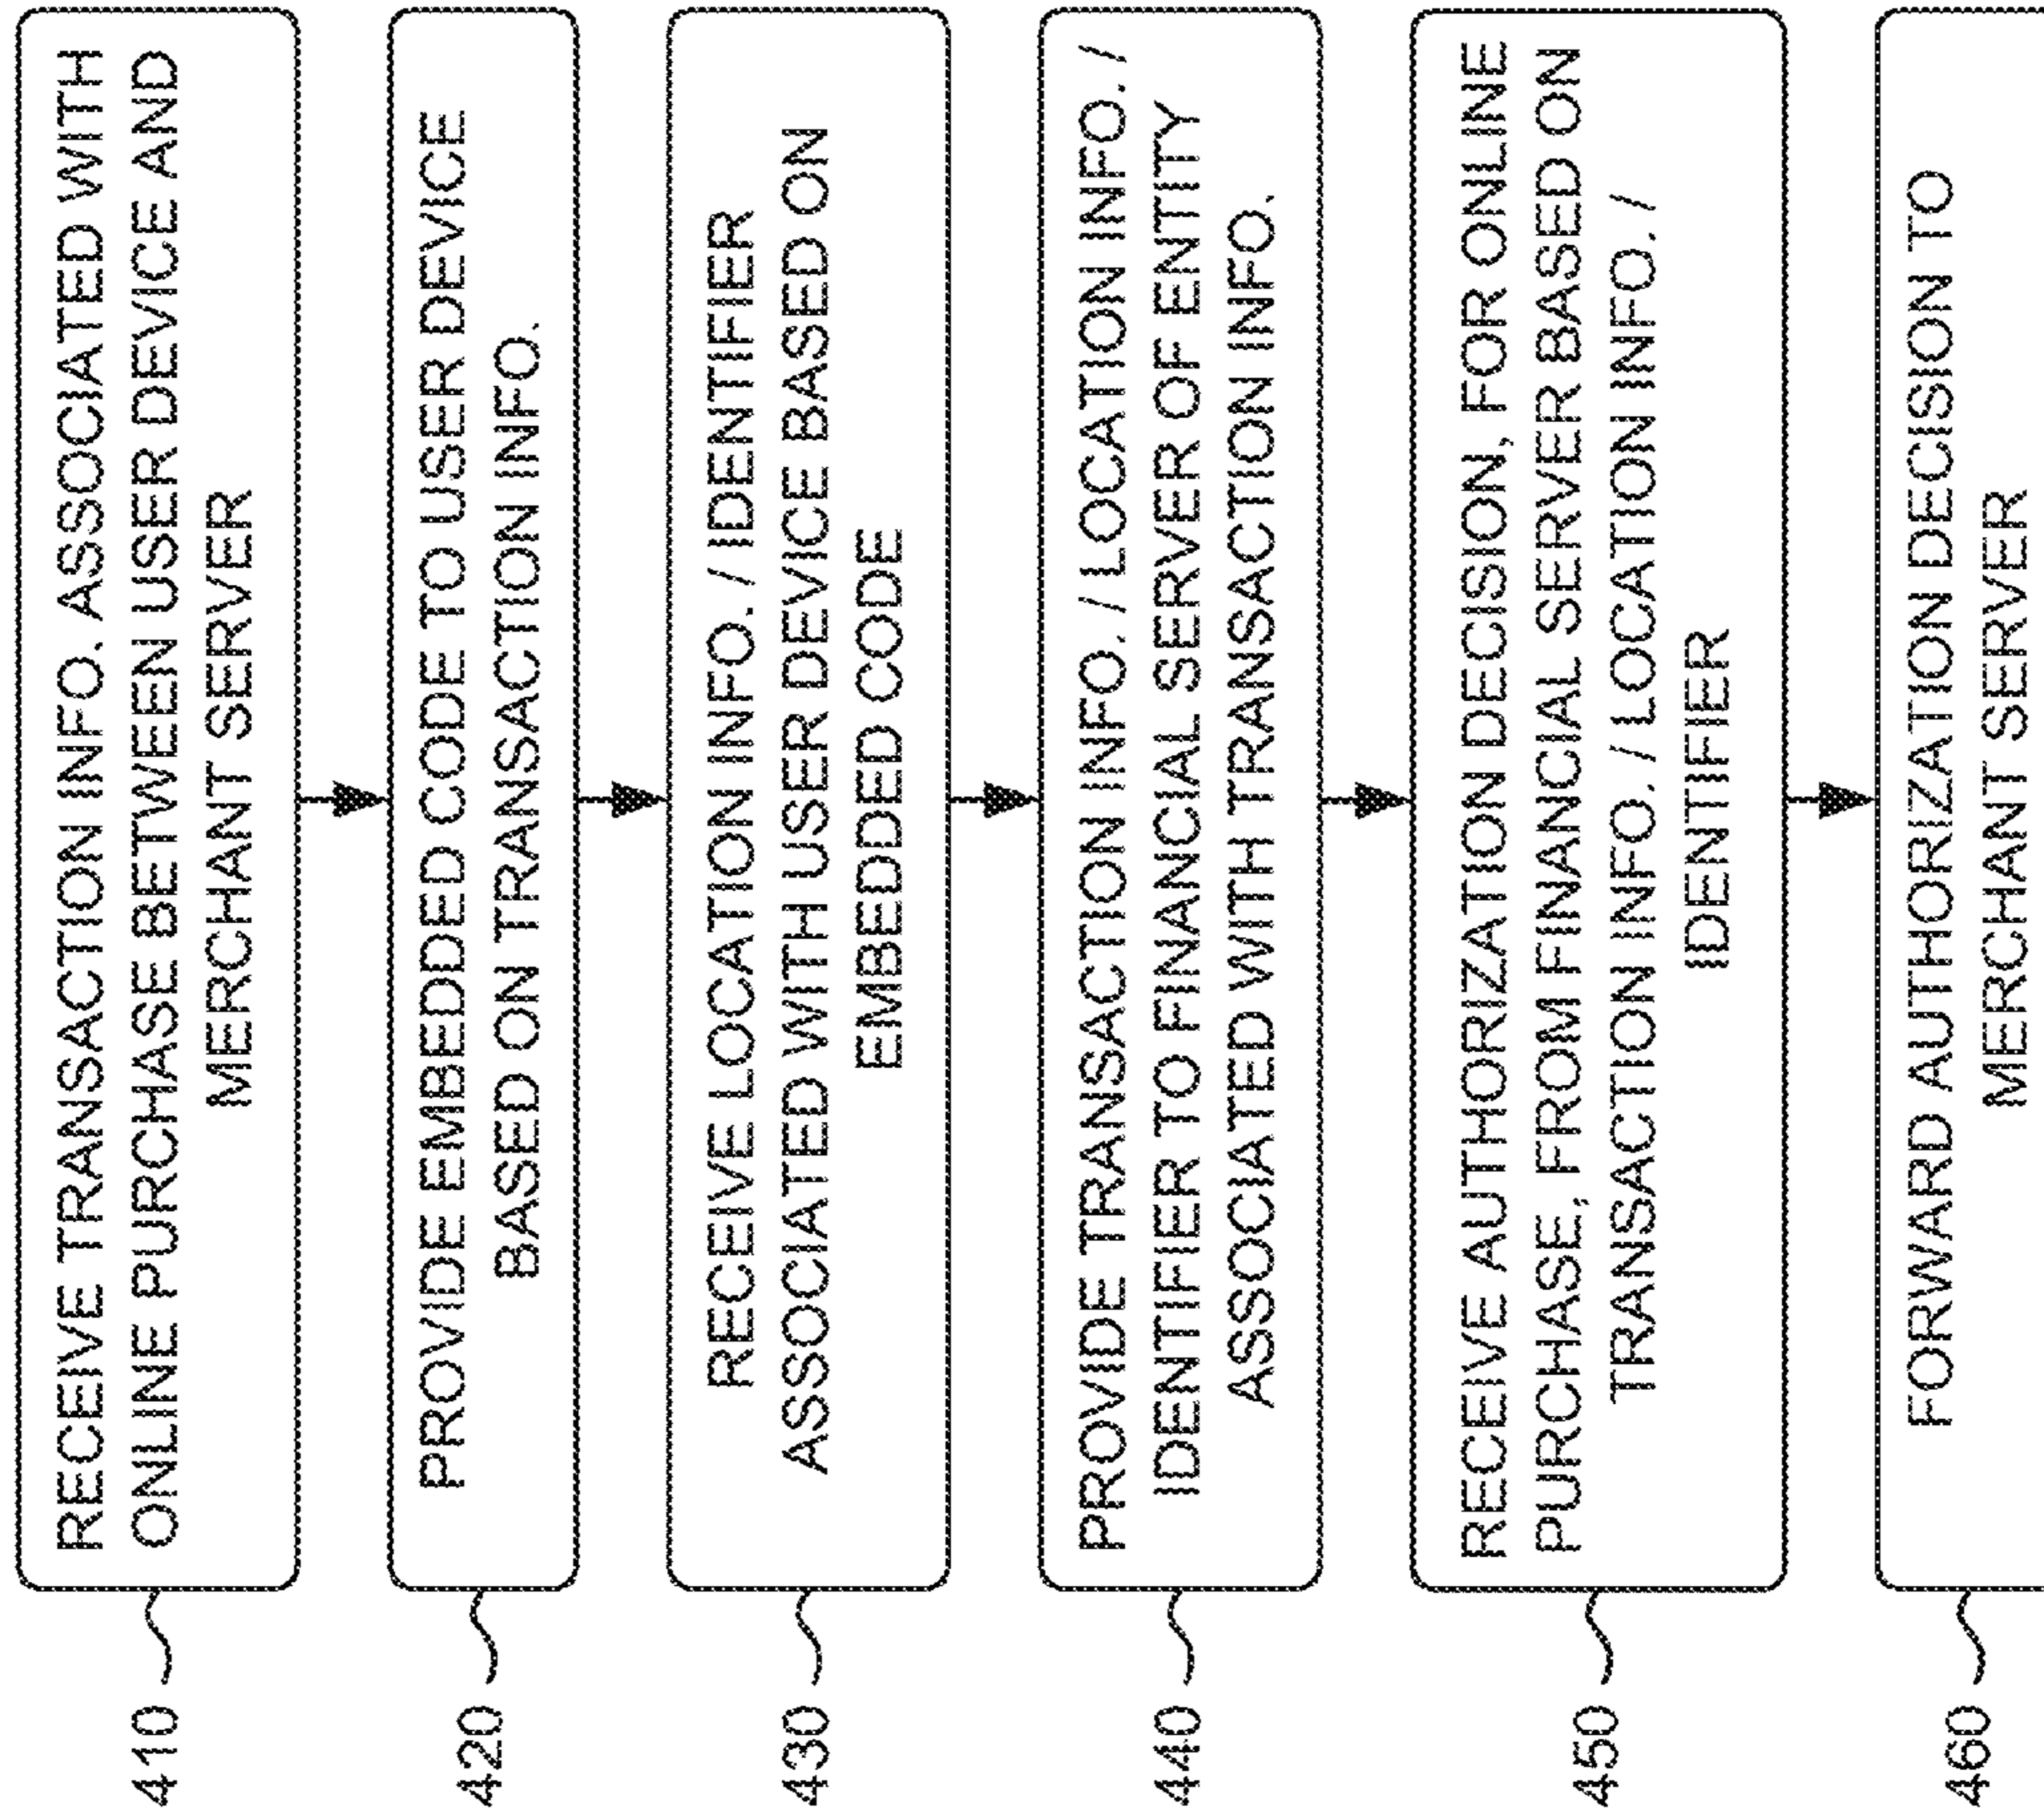 410
RECEIVE TRANSACTION INFO. ASSOCIATED WITH
ONLINE PURCHASE BETWEEN USER DEVICE AND
MERCHANT SERVER
420
PROVIDE EMBEDDED CODE TO USER DEVICE
BASED ON TRANSACTION INFO.
430
RECEIVE LOCATION INFO. / IDENTIFIER
ASSOCIATED WITH USER DEVICE BASED ON
EMBEDDED CODE
440
PROVIDE TRANSACTION INFO. / LOCATION INFO. /
IDENTIFIER TO FINANCIAL SERVER OF ENTITY
ASSOCIATED WITH TRANSACTION INFO.
450
RECEIVE AUTHORIZATION DECISION, FOR ONLINE
PURCHASE, FROM FINANCIAL SERVER BASED ON
TRANSACTION INFO. / LOCATION INFO. /
IDENTIFIER
460
FORWARD AUTHORIZATION DECISION TO
MERCHANT SERVER